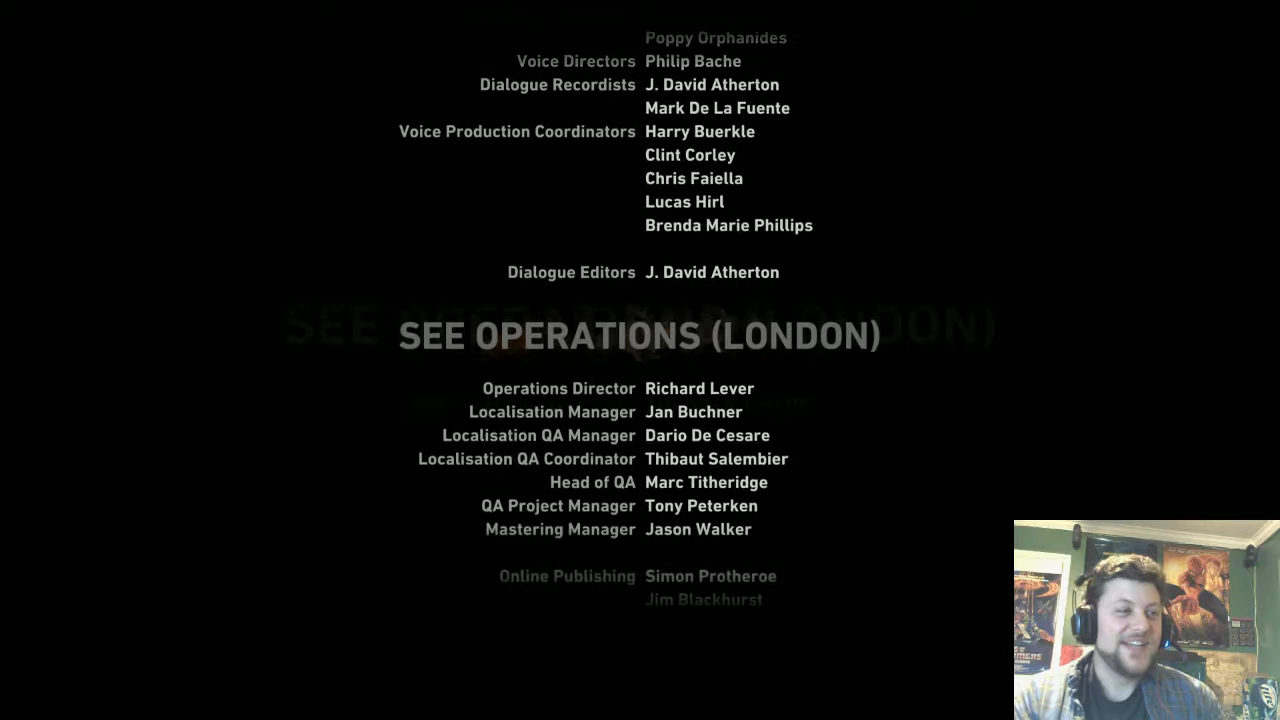 Poppy Orphanides
Voice Directors Philip Bache
Dialogue Recordists J. David Atherton
Mark De La Fuente
Voice Production Coordinators Harry Buerkle
Clint Corley
Chris Faiella
Lucas Hirl
Brenda Marie Phillips
Dialogue Editors J. David Atherton
SEE OPERATIONS (LONDON)
Operations Director Richard Lever
Localisation Manager Jan Buchner
Localisation QA Manager Dario De Cesare
Localisation QA Coordinator Thibaut Salembier
Head of QA Marc Titheridge
QA Project Manager Tony Peterken
Mastering Manager Jason Walker
Online Publishing Simon Protheroe
Jim Blackhurst